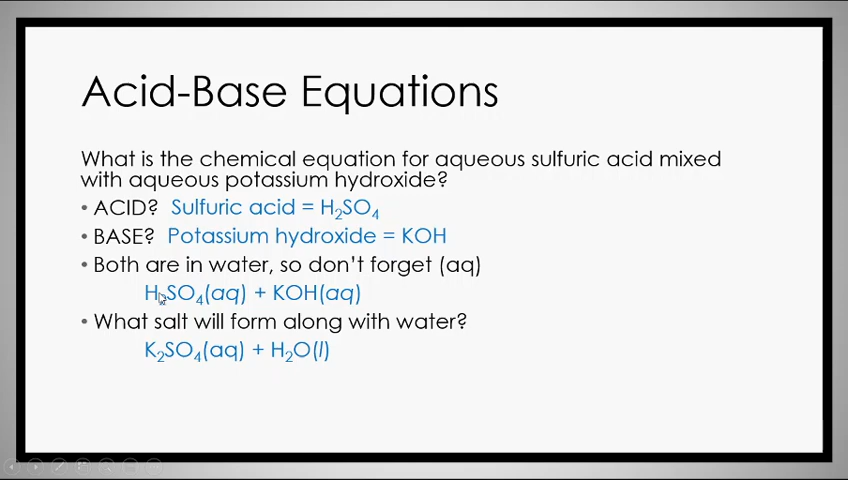 Acid-Base Equations
What is the chemical equation for aqueous sulfuric acid mixed
with aqueous potassium hydroxide?
• ACID? Sulfuric acid = H₂SO₄
• BASE? Potassium hydroxide = KOH
• Both are in water, so don't forget (aq)
H₂SO₄(aq) + KOH(aq)
• What salt will form along with water?
K₂SO₄(aq) + H₂O(l)